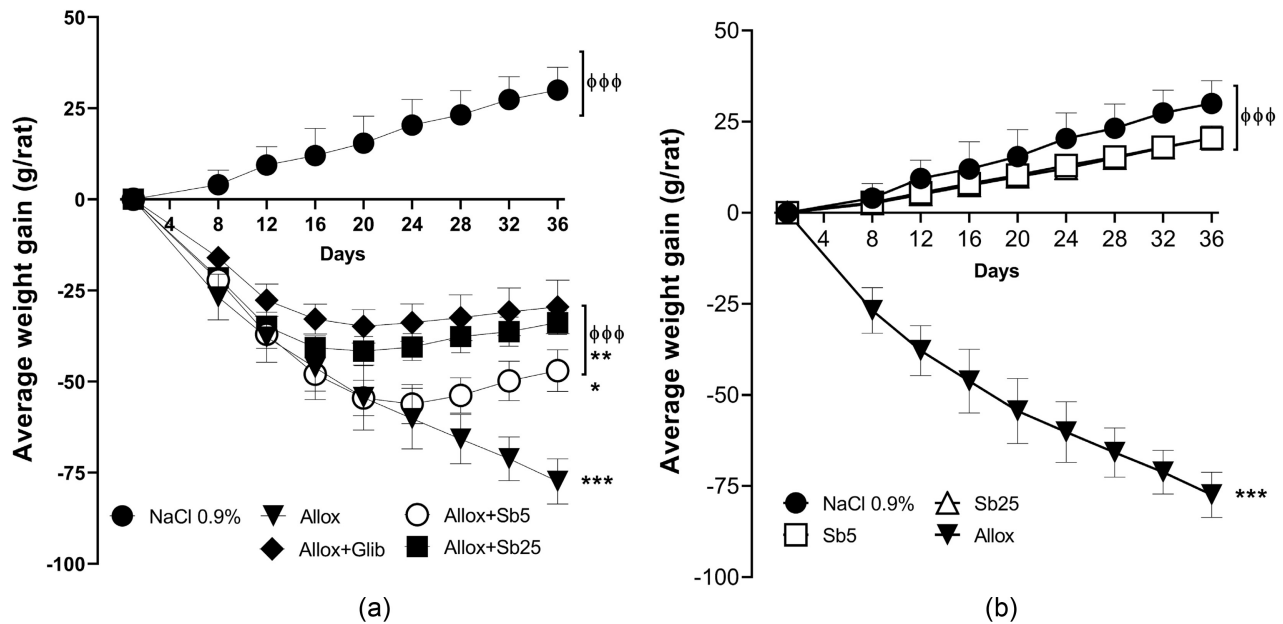 50
25
0
-25
-50
-75
-100
Average weight gain (g/rat)
4 8 12 16 20 24 28 32 36
Days
ϕϕϕ
ϕϕϕ
**
*
***
NaCl 0.9% Allox Allox+Sb5
Allox+Glib Allox+Sb25
(a)
50
25
0
-25
-50
-75
-100
Average weight gain (g/rat)
4 8 12 16 20 24 28 32 36
Days
ϕϕϕ
***
NaCl 0.9% Sb25
Sb5 Allox
(b)